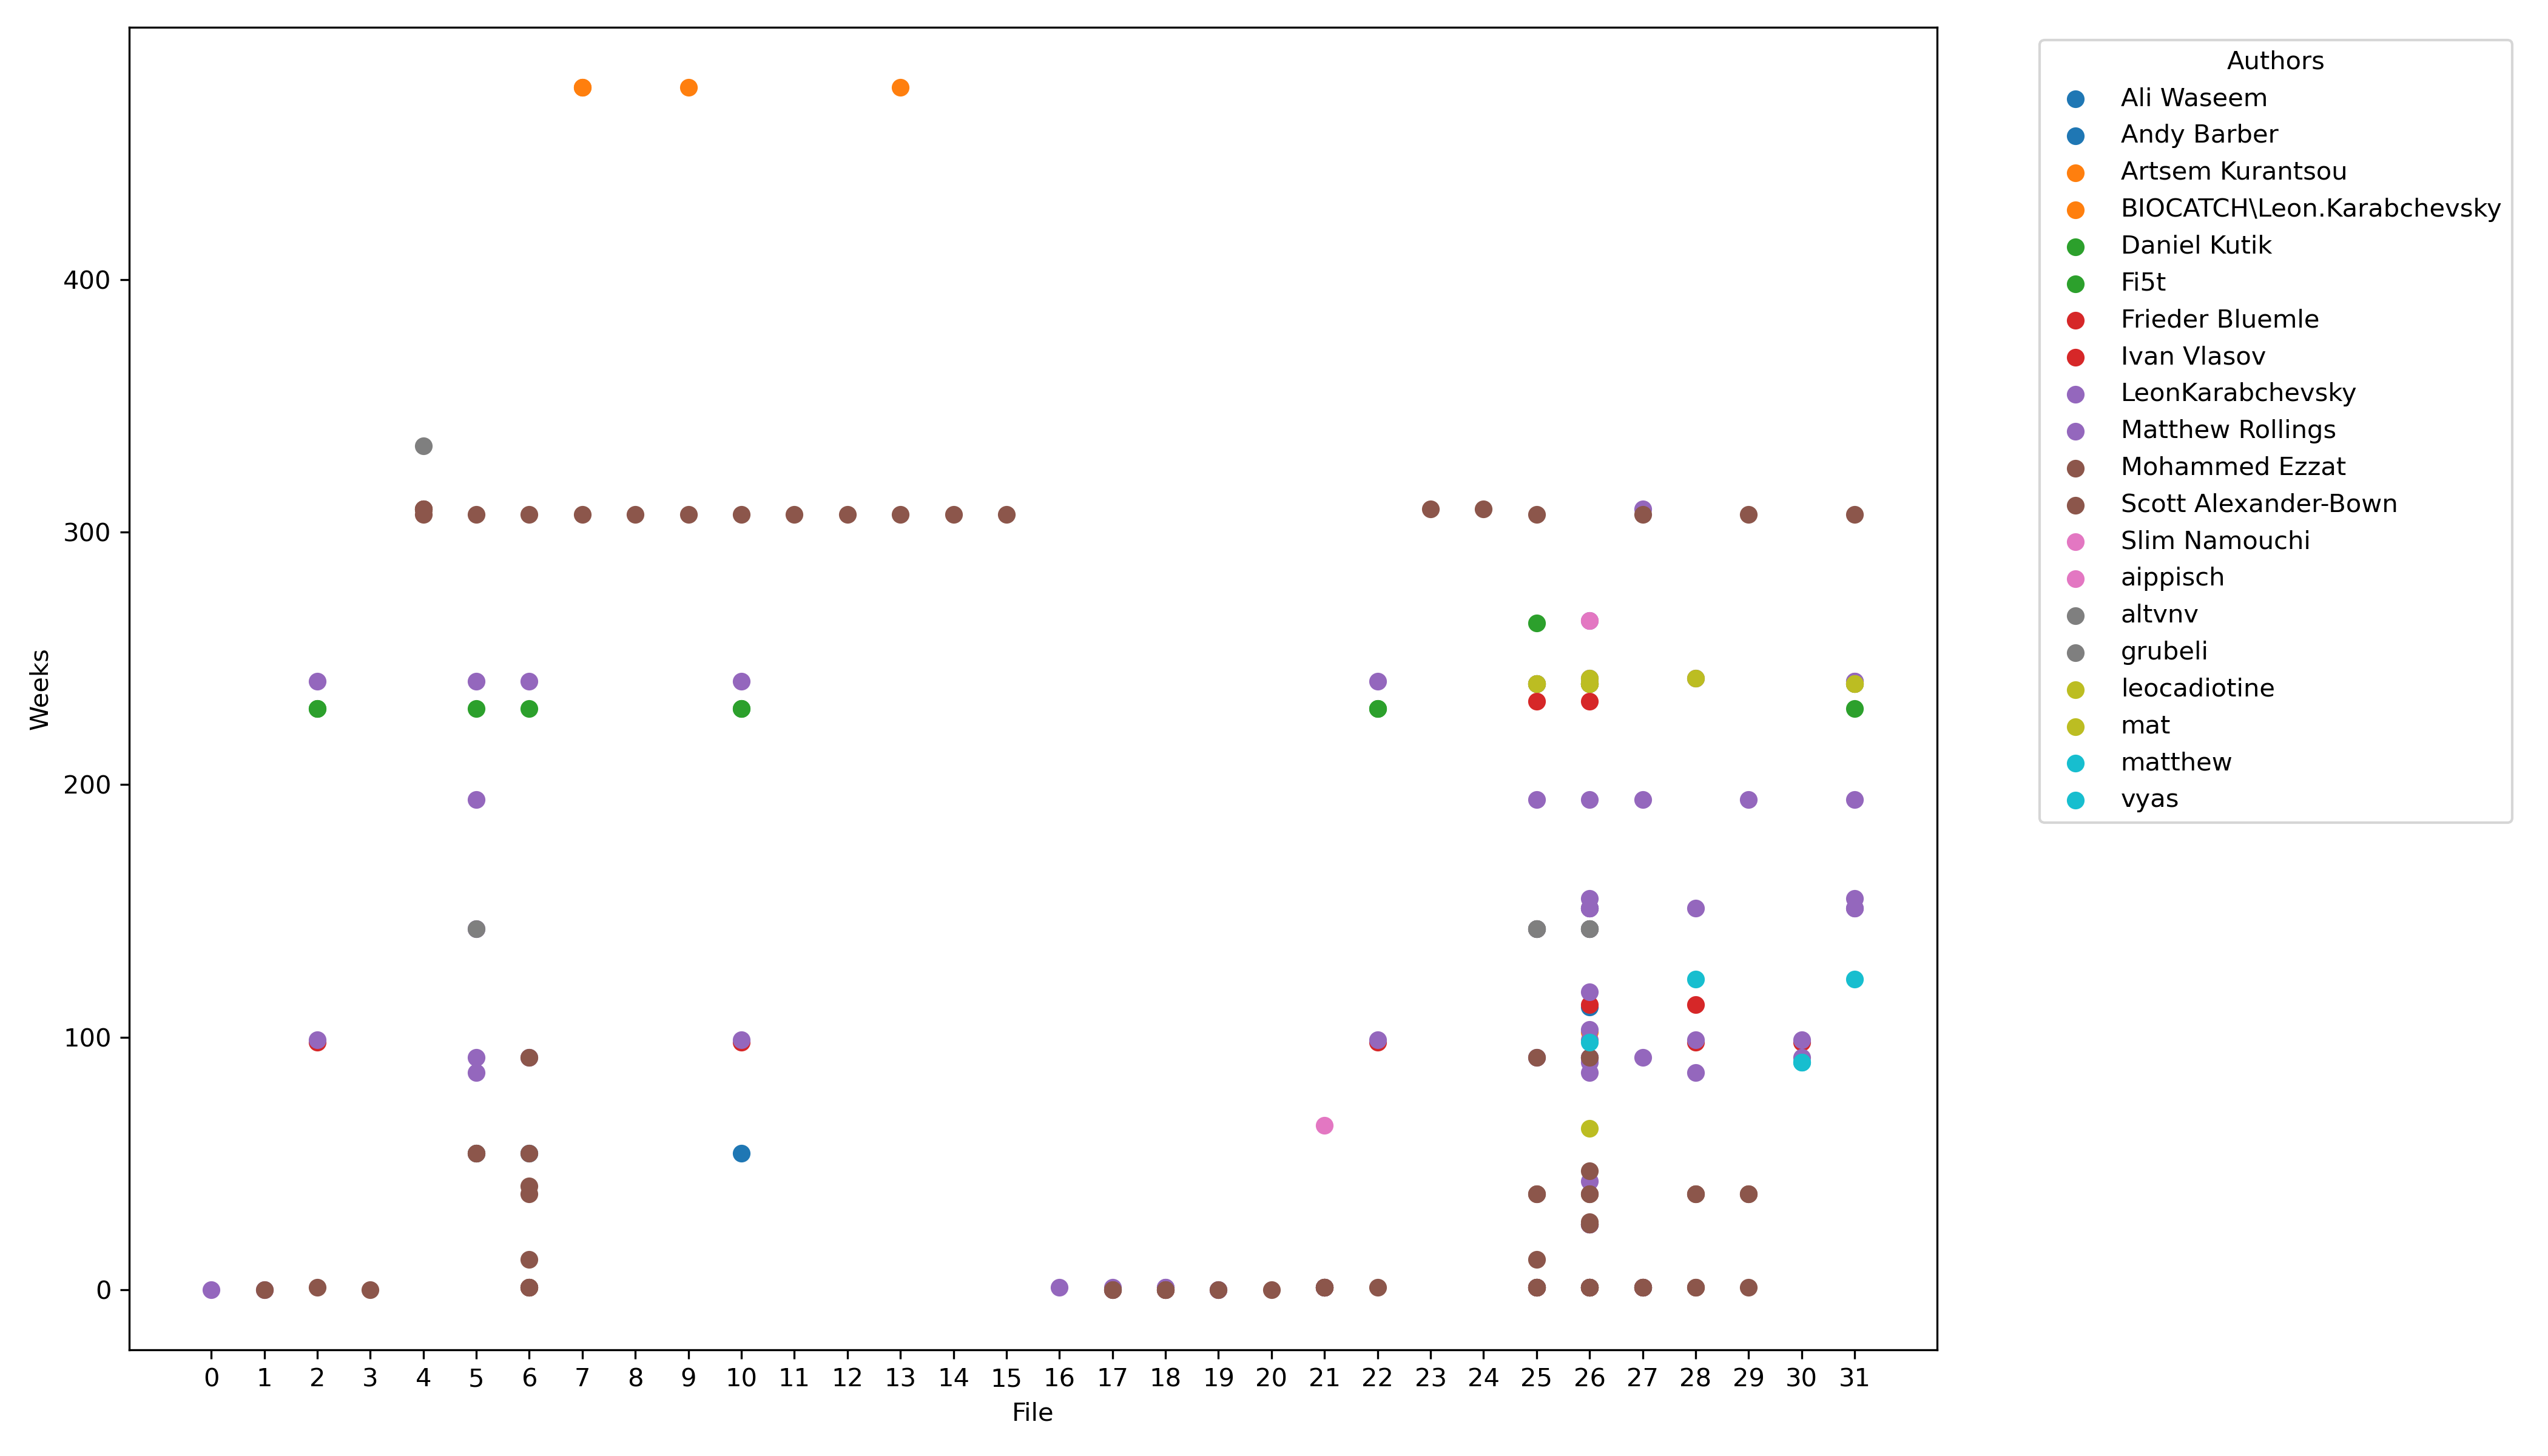 Authors
Ali Waseem
Andy Barber
Artsem Kurantsou
BIOCATCH\Leon.Karabchevsky
Daniel Kutik
Fi5t
Frieder Bluemle
Ivan Vlasov
LeonKarabchevsky
Matthew Rollings
Mohammed Ezzat
Scott Alexander-Bown
Slim Namouchi
aippisch
altvnv
grubeli
leocadiotine
mat
matthew
vyas
400
300
200
100
0
Weeks
0 1 2 3 4 5 6 7 8 9 10 11 12 13 14 15 16 17 18 19 20 21 22 23 24 25 26 27 28 29 30 31
File